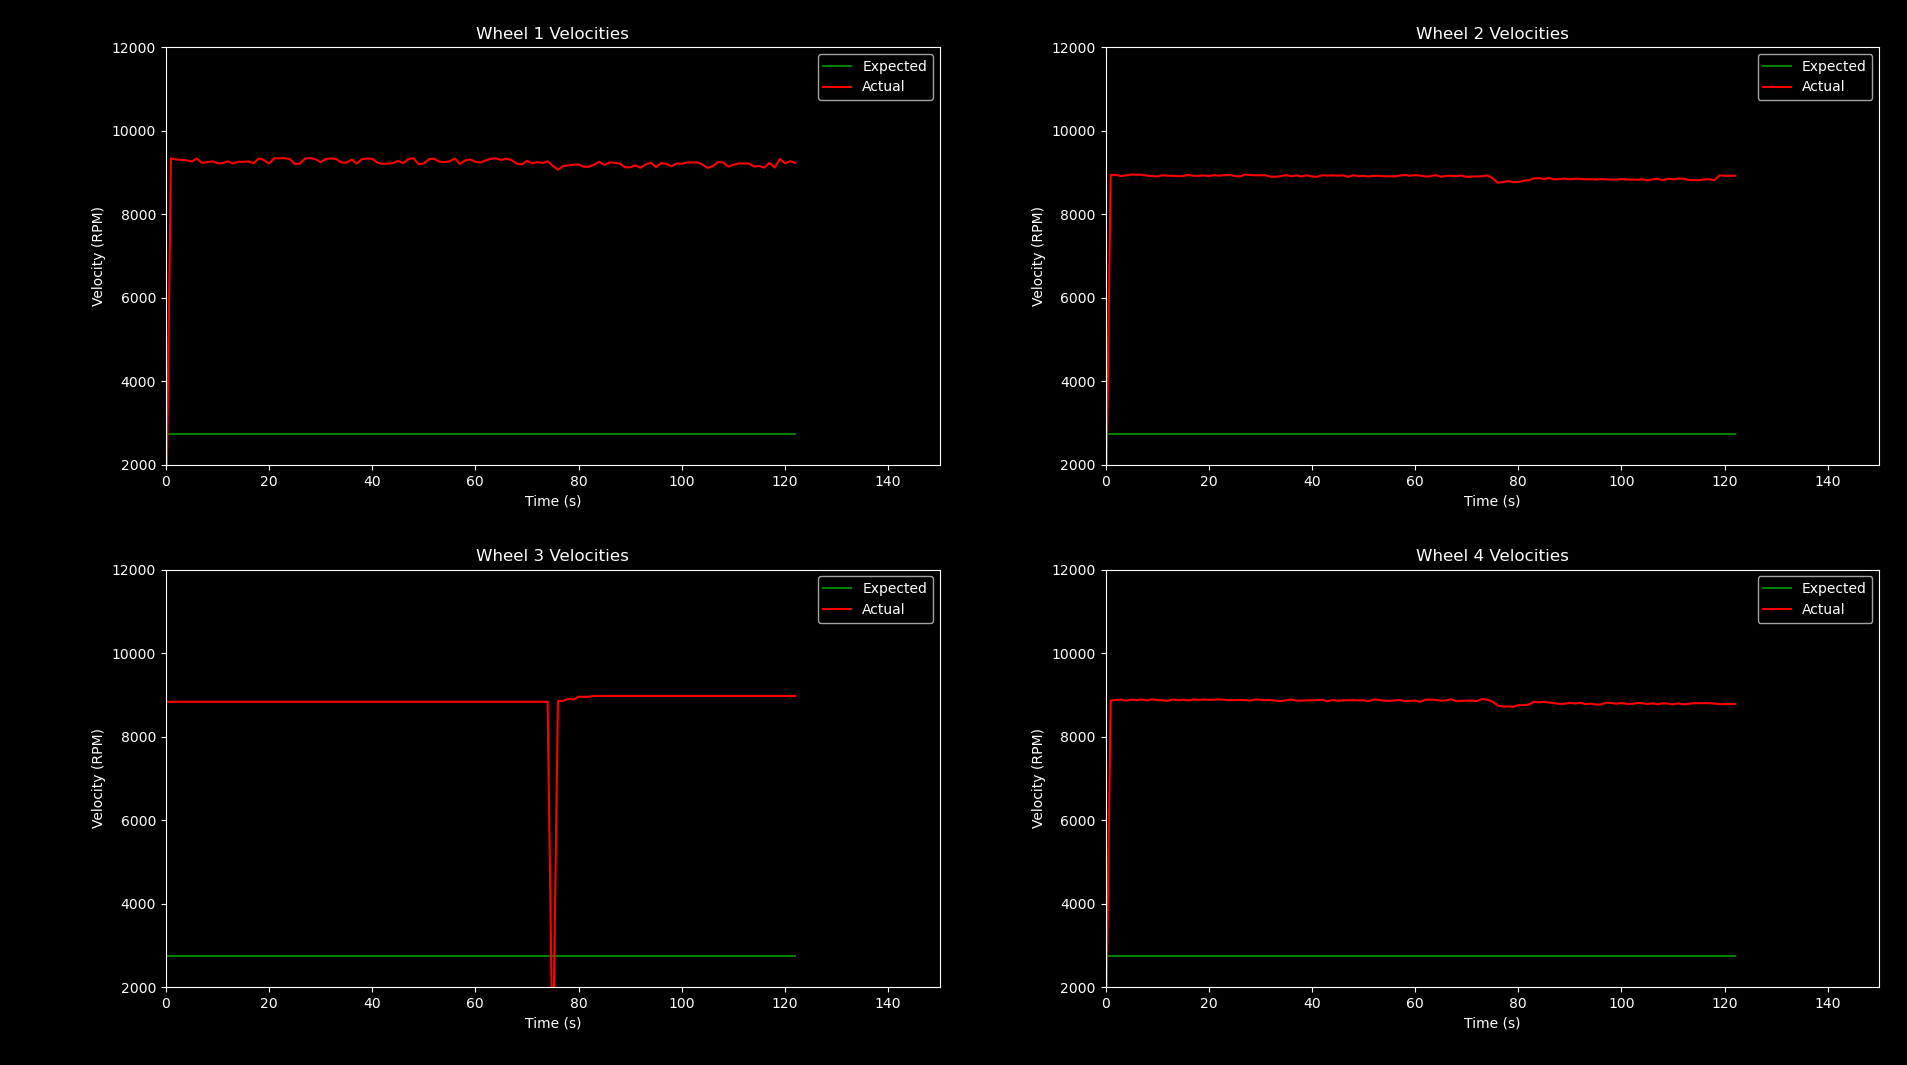 Wheel 1 Velocities
12000
10000
8000
6000
4000
2000
Velocity (RPM)
Expected
Actual
0 20 40 60 80 100 120 140
Time (s)
Wheel 2 Velocities
12000
10000
8000
6000
4000
2000
Velocity (RPM)
Expected
Actual
0 20 40 60 80 100 120 140
Time (s)
Wheel 3 Velocities
12000
10000
8000
6000
4000
2000
Velocity (RPM)
Expected
Actual
0 20 40 60 80 100 120 140
Time (s)
Wheel 4 Velocities
12000
10000
8000
6000
4000
2000
Velocity (RPM)
Expected
Actual
0 20 40 60 80 100 120 140
Time (s)